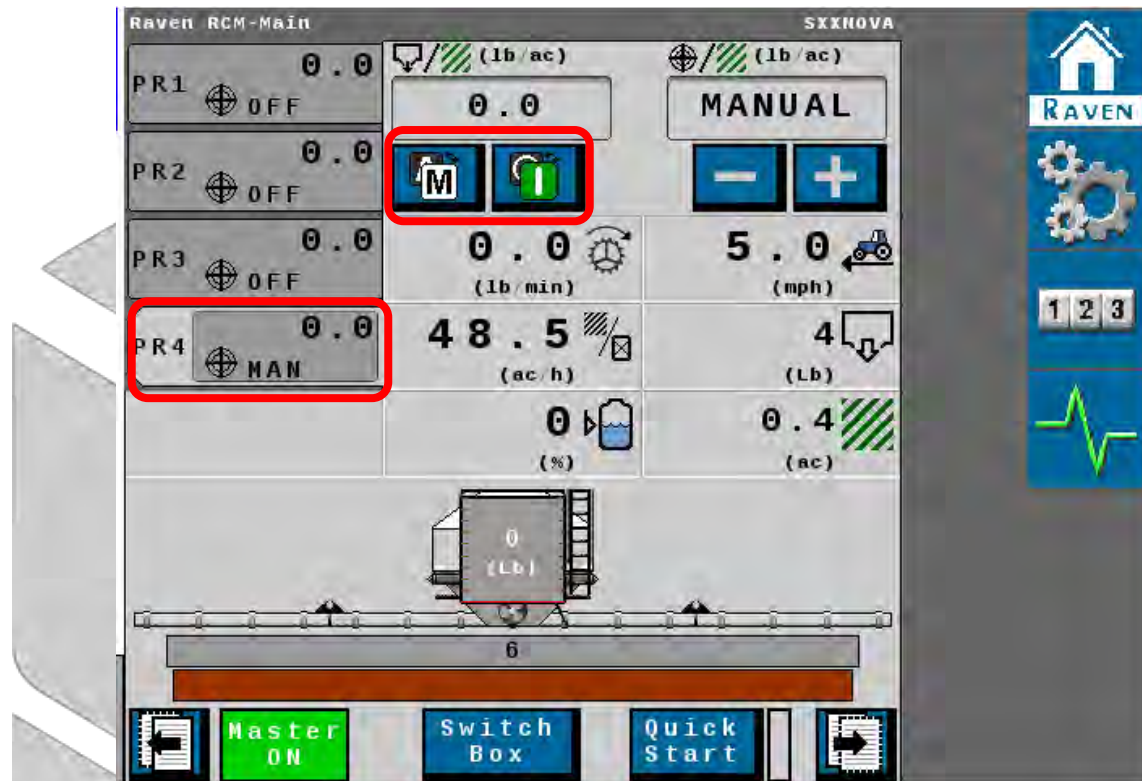 Raven RCM-Main SXXNOVA
PR1 0.0 OFF
(lb/ac) (lb/ac)
0.0 MANUAL
PR2 0.0 OFF
M I - +
PR3 0.0 OFF
0.0 (lb/min)
5.0 (mph)
PR4 0.0 MAN
48.5 (ac/h)
4 (Lb)
0 (%)
0.4 (ac)
0
(Lb)
6
Master ON
Switch Box
Quick Start
RAVEN
1 2 3